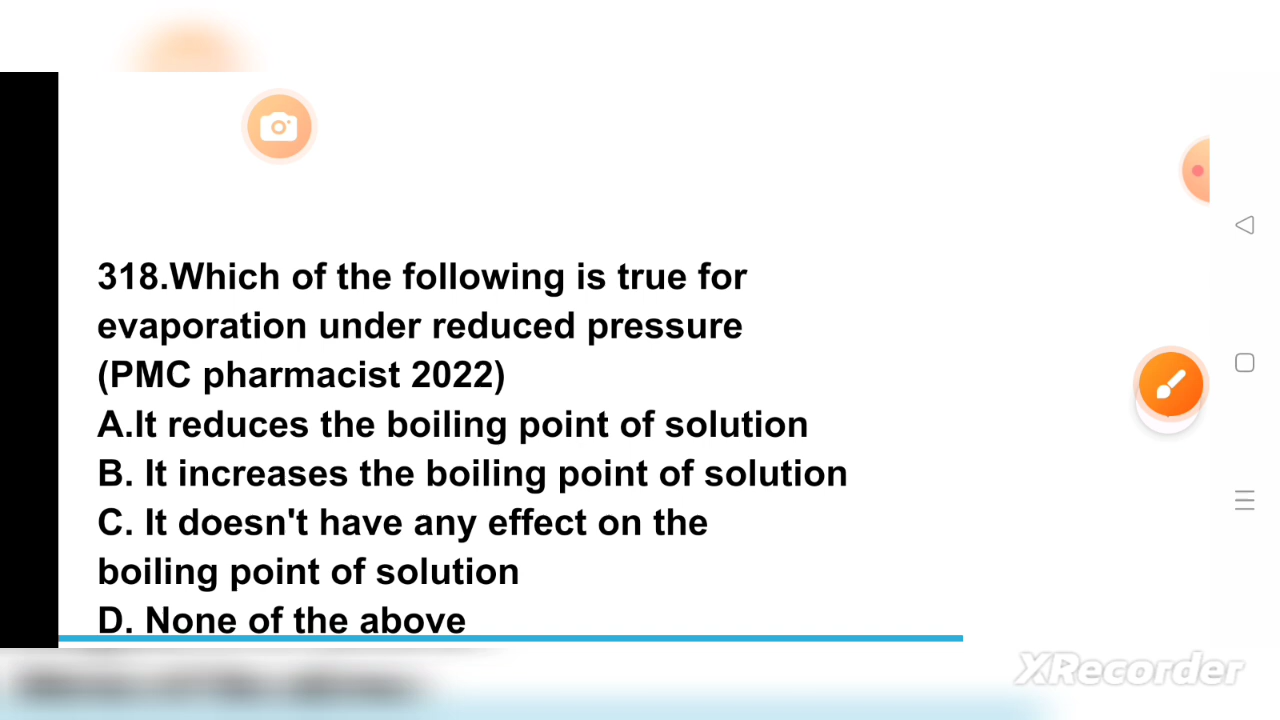 318.Which of the following is true for
evaporation under reduced pressure
(PMC pharmacist 2022)
A.It reduces the boiling point of solution
B. It increases the boiling point of solution
C. It doesn't have any effect on the
boiling point of solution
D. None of the above
XRecorder